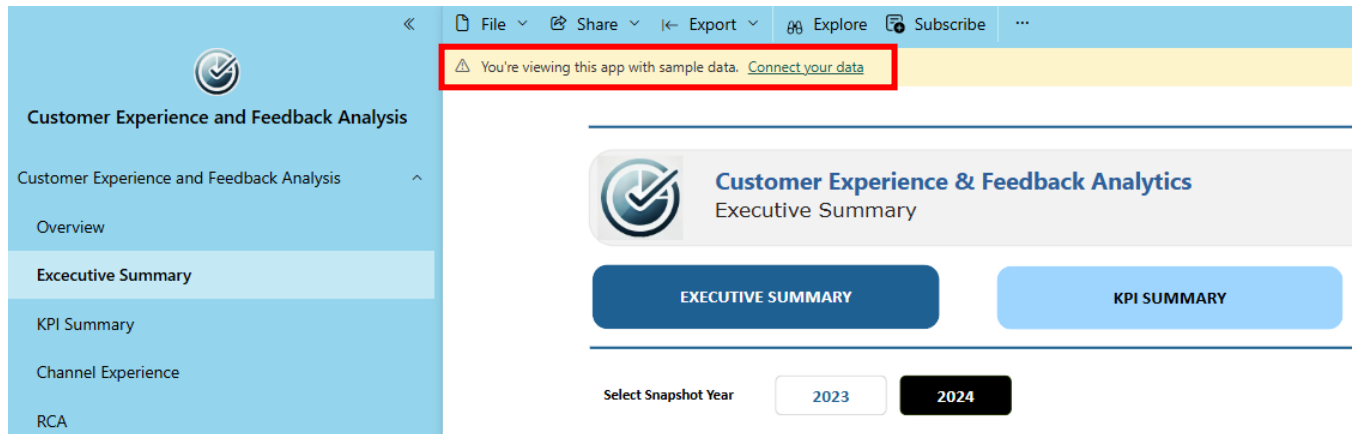 File Share Export Explore Subscribe ...
You're viewing this app with sample data. Connect your data
Customer Experience and Feedback Analysis
Customer Experience and Feedback Analysis
Overview
Excecutive Summary
KPI Summary
Channel Experience
RCA
Customer Experience & Feedback Analytics
Executive Summary
EXECUTIVE SUMMARY KPI SUMMARY
Select Snapshot Year 2023 2024